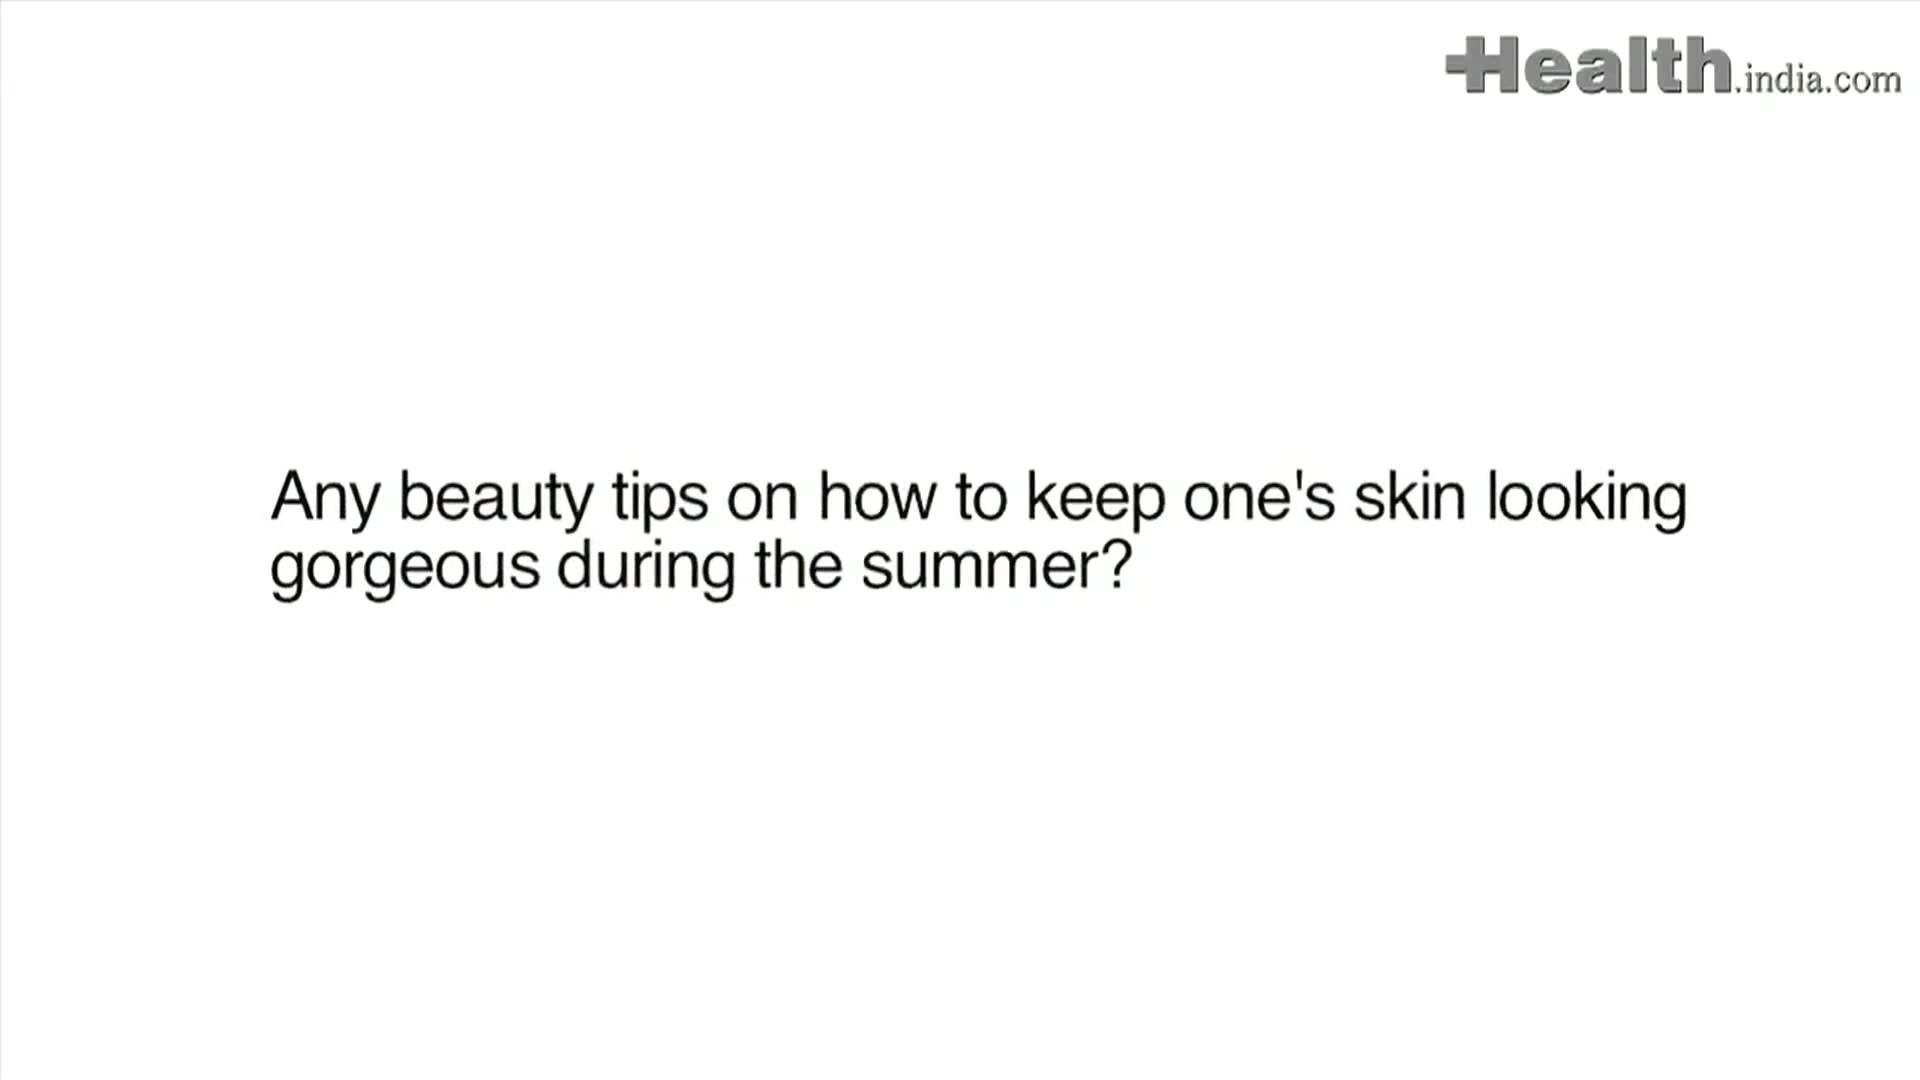 Health.india.com
Any beauty tips on how to keep one's skin looking
gorgeous during the summer?